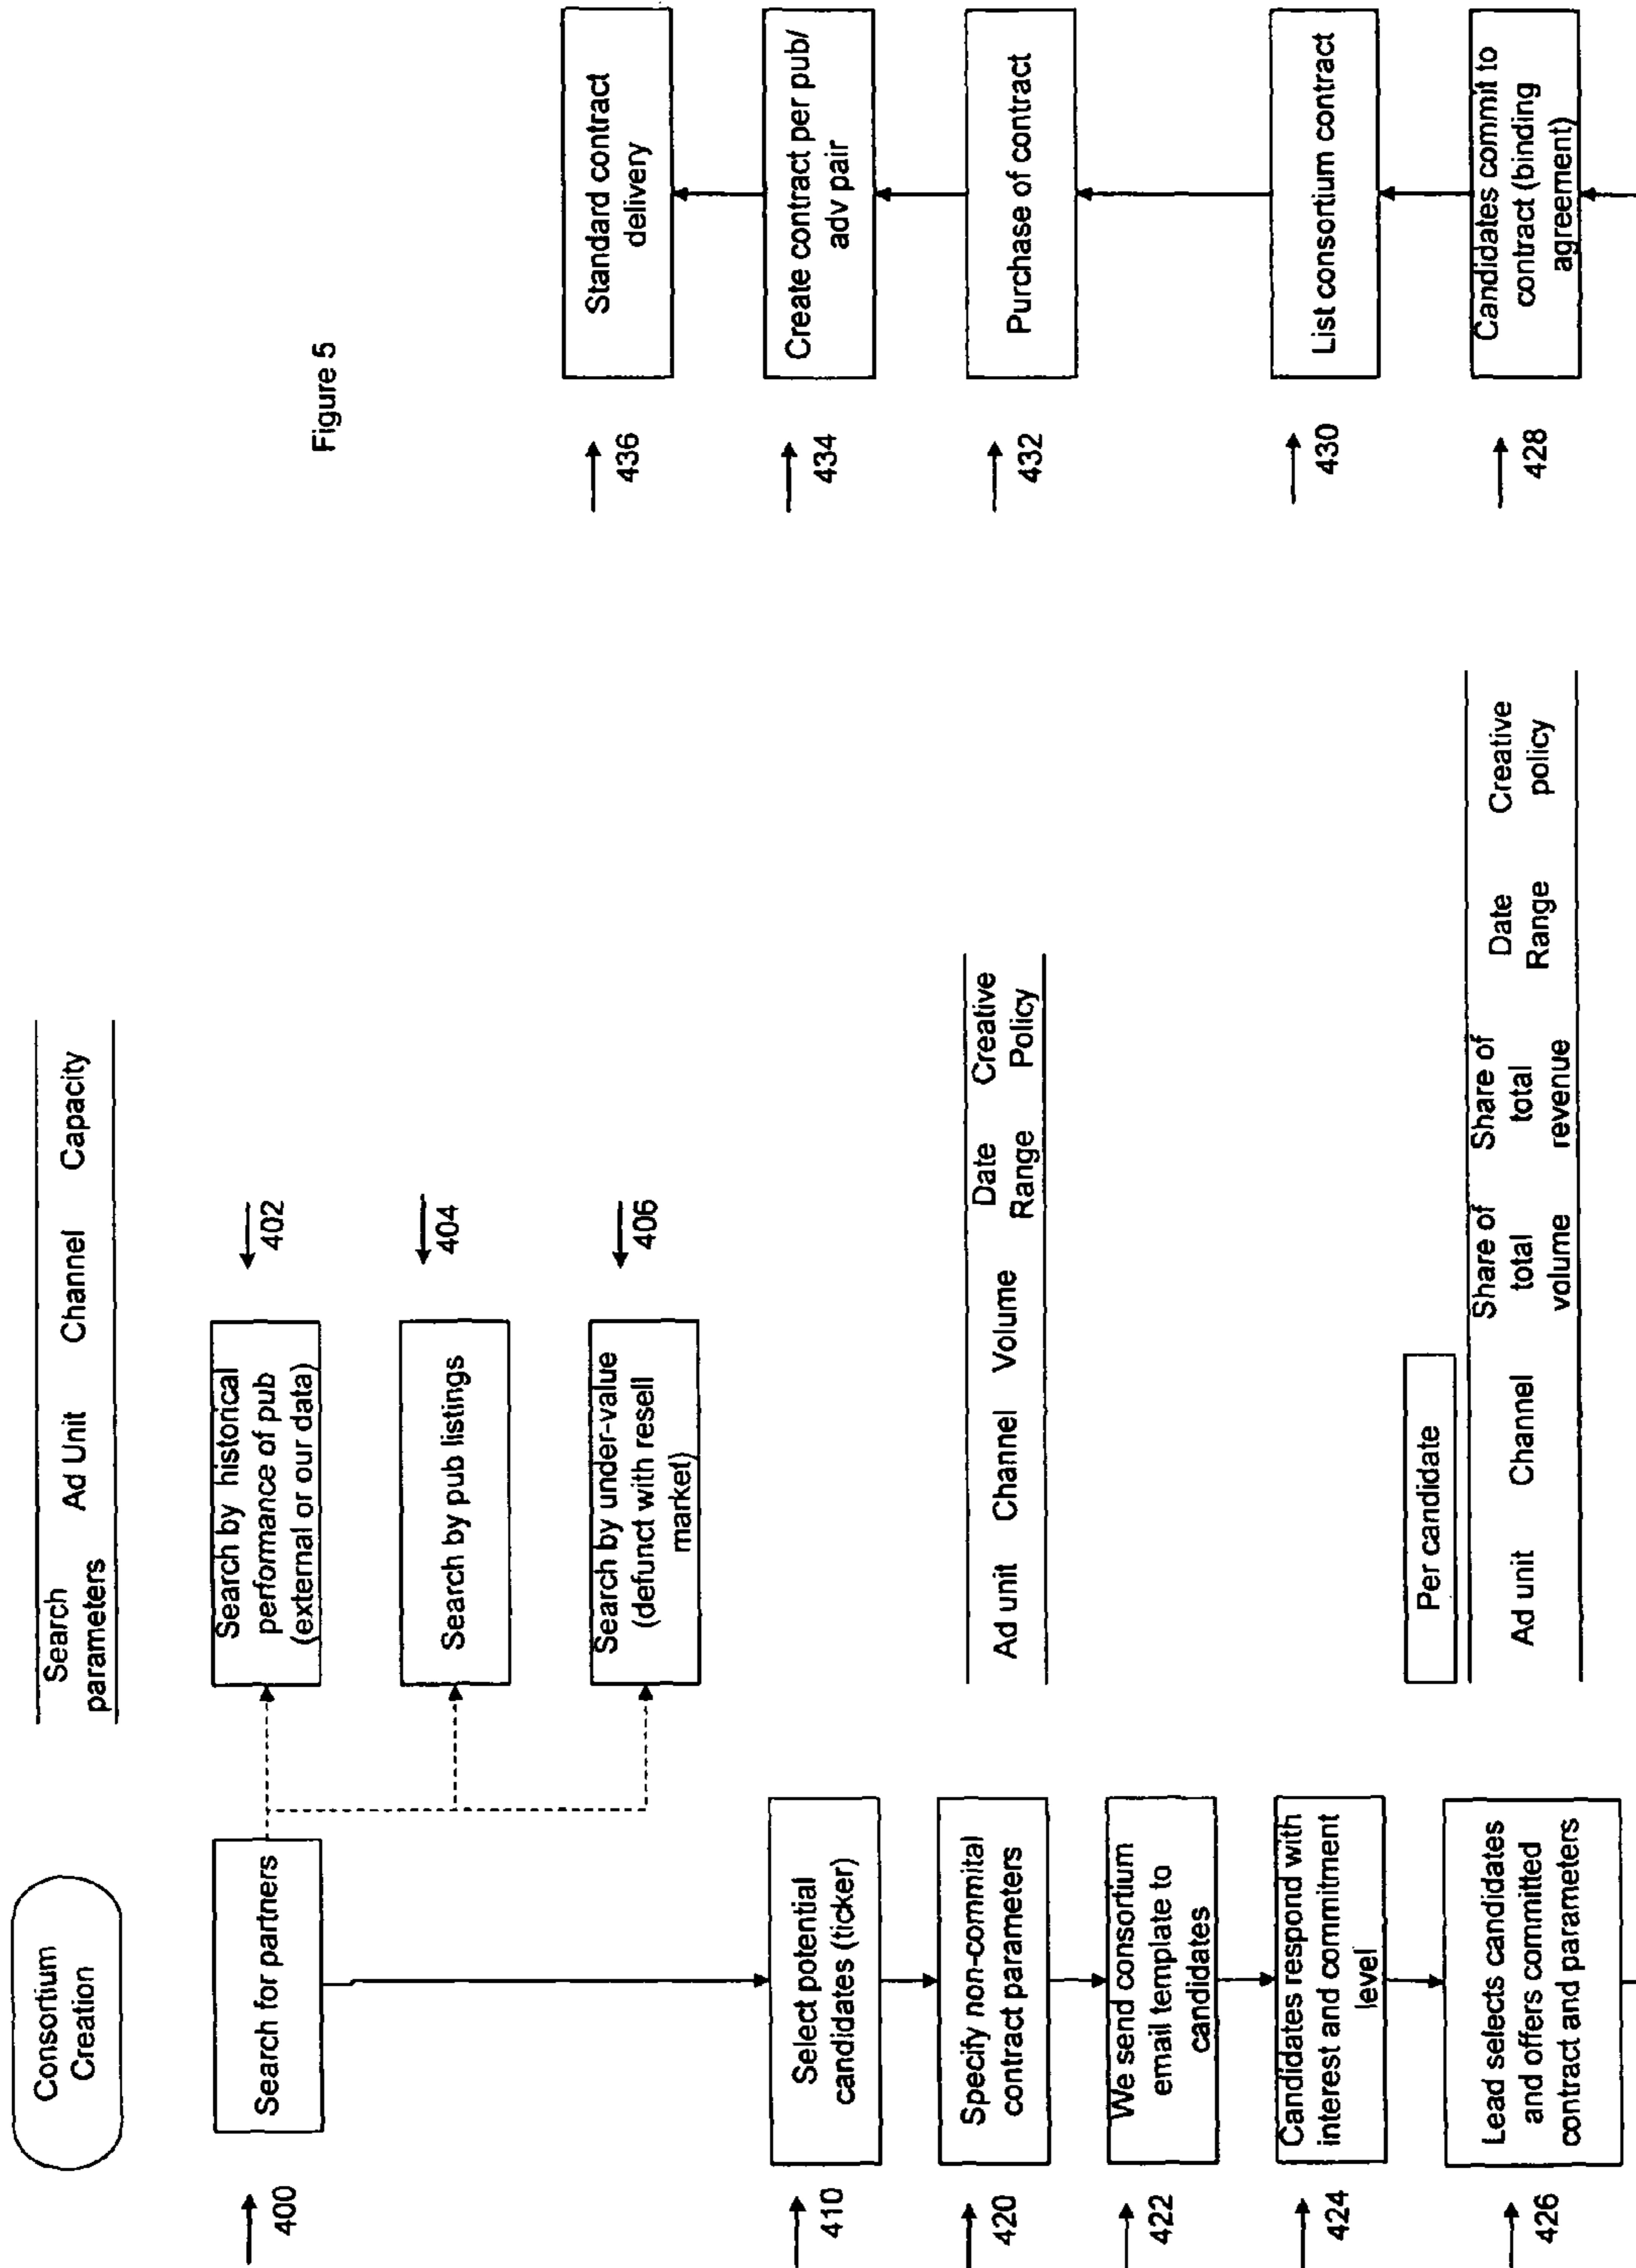 Consortium
Creation
Search
parameters
Ad Unit
Channel
Capacity
400
Search for partners
Search by historical
performance of pub
(external or our data)
402
Search by pub listings
404
Search by under-value
(defunct with resell
market)
406
410
Select potential
candidates (ticker)
420
Specify non-commital
contract parameters
Ad unit
Channel
Volume
Date
Range
Creative
Policy
422
We send consortium
email template to
candidates
424
Candidates respond with
interest and commitment
level
426
Lead selects candidates
and offers committed
contract and parameters
Per candidate
Ad unit
Channel
Share of
total
volume
Share of
total
revenue
Date
Range
Creative
policy
Figure 5
436
Standard contract
delivery
434
Create contract per pub/
adv pair
432
Purchase of contract
430
List consortium contract
428
Candidates commit to
contract (binding
agreement)